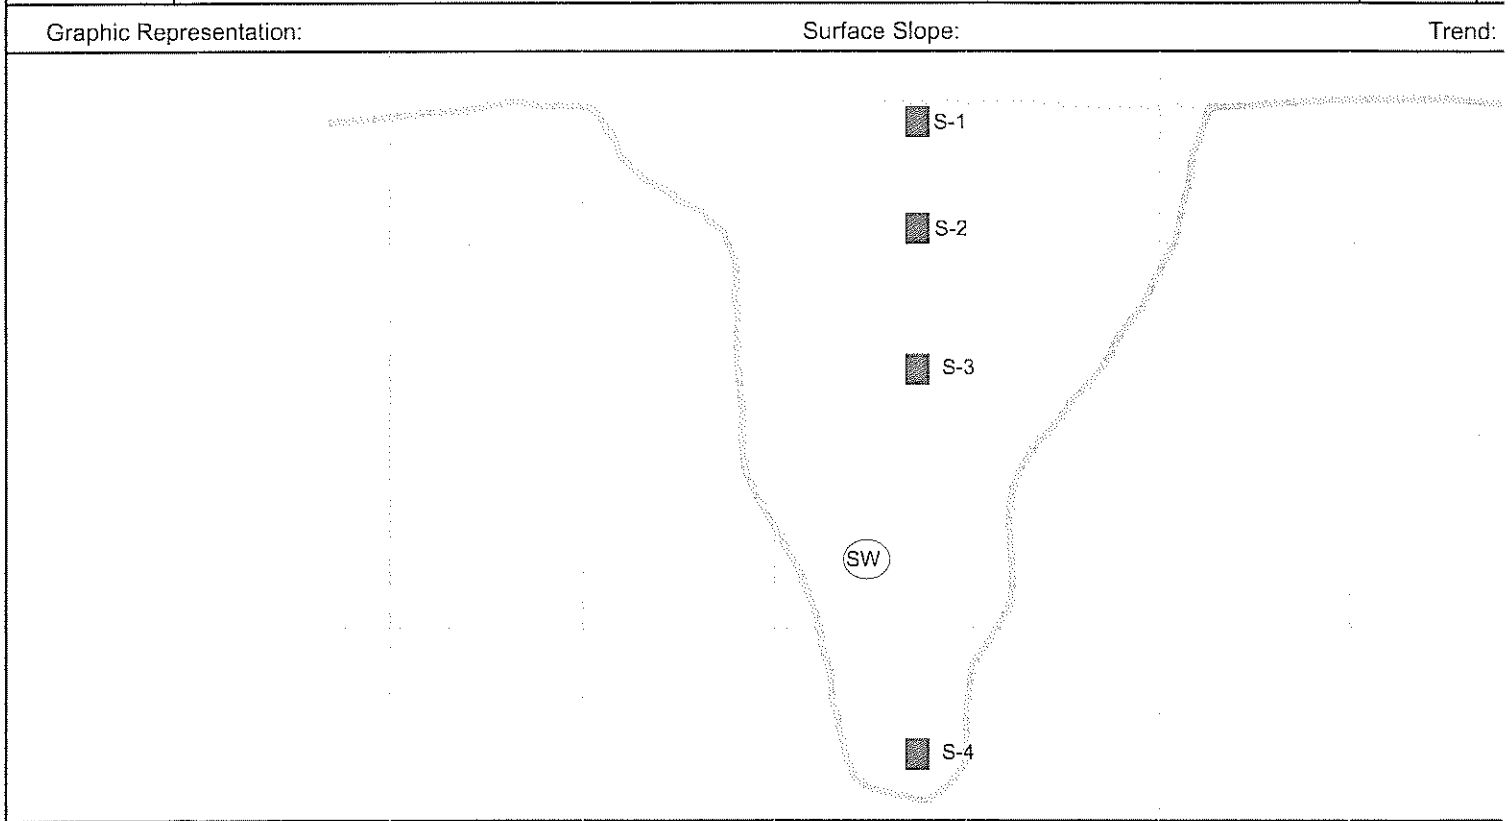 Graphic Representation: Surface Slope: Trend:
S-1
S-2
S-3
SW
S-4